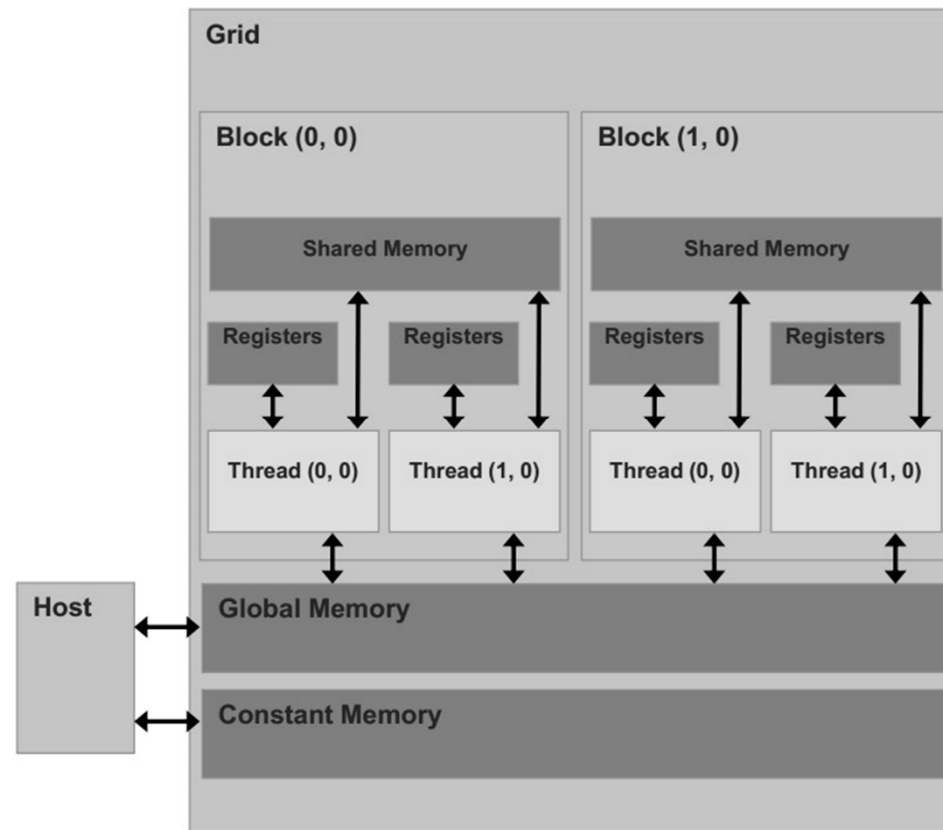 Grid
Block (0, 0)
Block (1, 0)
Shared Memory
Shared Memory
Registers
Registers
Registers
Registers
Thread (0, 0)
Thread (1, 0)
Thread (0, 0)
Thread (1, 0)
Host
Global Memory
Constant Memory